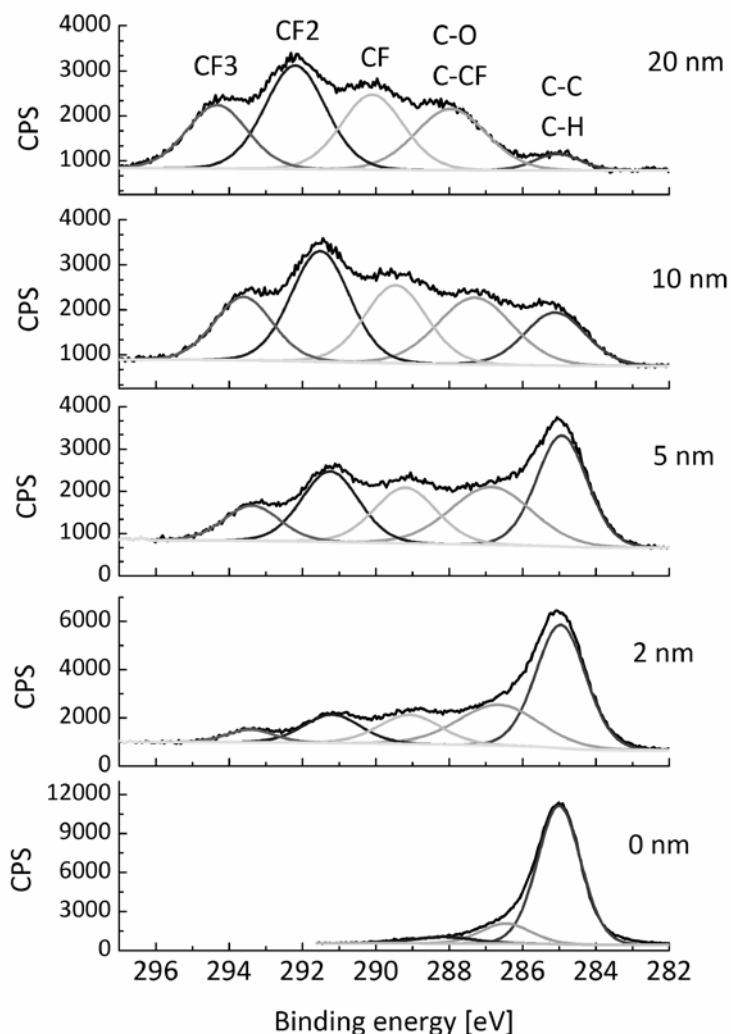 CF3 CF2 CF C-O 20 nm
C-CF C-C
C-H
CPS
4000
3000
2000
1000
10 nm
CPS
4000
3000
2000
1000
5 nm
CPS
4000
3000
2000
1000
0
2 nm
CPS
6000
4000
2000
0
0 nm
CPS
12000
9000
6000
3000
0
296 294 292 290 288 286 284 282
Binding energy [eV]